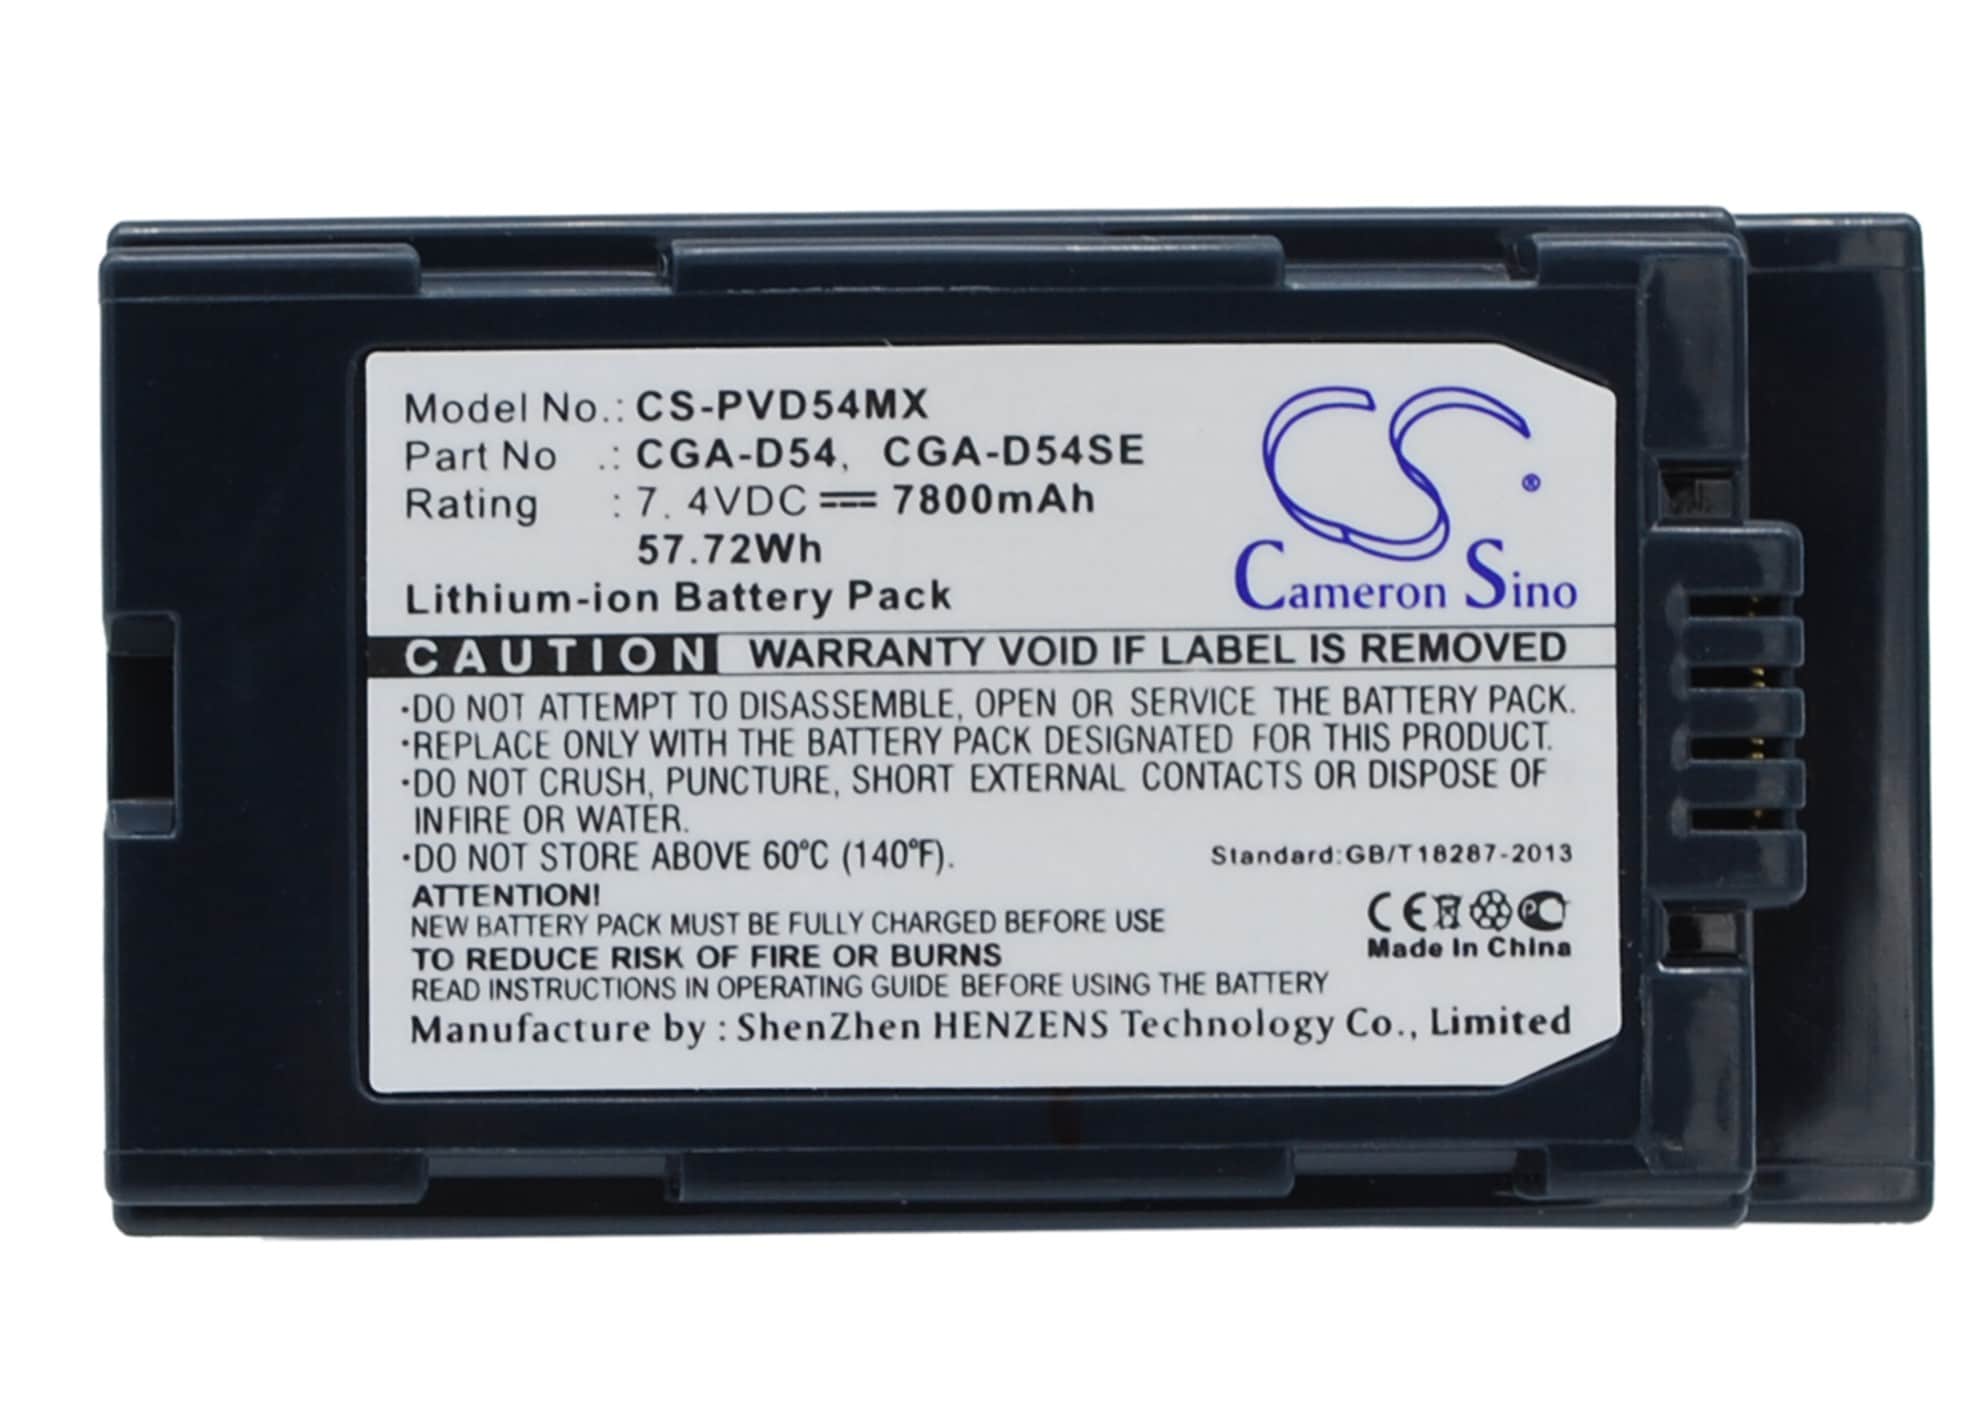 Model No.: CS-PVD54MX
Part No .: CGA-D54, CGA-D54SE
Rating : 7. 4VDC 7800mAh
57.72Wh
Lithium-ion Battery Pack
CS®
Cameron Sino
CAUTION WARRANTY VOID IF LABEL IS REMOVED
·DO NOT ATTEMPT TO DISASSEMBLE, OPEN OR SERVICE THE BATTERY PACK.
·REPLACE ONLY WITH THE BATTERY PACK DESIGNATED FOR THIS PRODUCT.
·DO NOT CRUSH, PUNCTURE, SHORT EXTERNAL CONTACTS OR DISPOSE OF
IN FIRE OR WATER.
·DO NOT STORE ABOVE 60°C (140°F).
Standard:GB/T18287-2013
ATTENTION!
NEW BATTERY PACK MUST BE FULLY CHARGED BEFORE USE
CE
Made In China
TO REDUCE RISK OF FIRE OR BURNS
READ INSTRUCTIONS IN OPERATING GUIDE BEFORE USING THE BATTERY
Manufacture by : ShenZhen HENZENS Technology Co., Limited